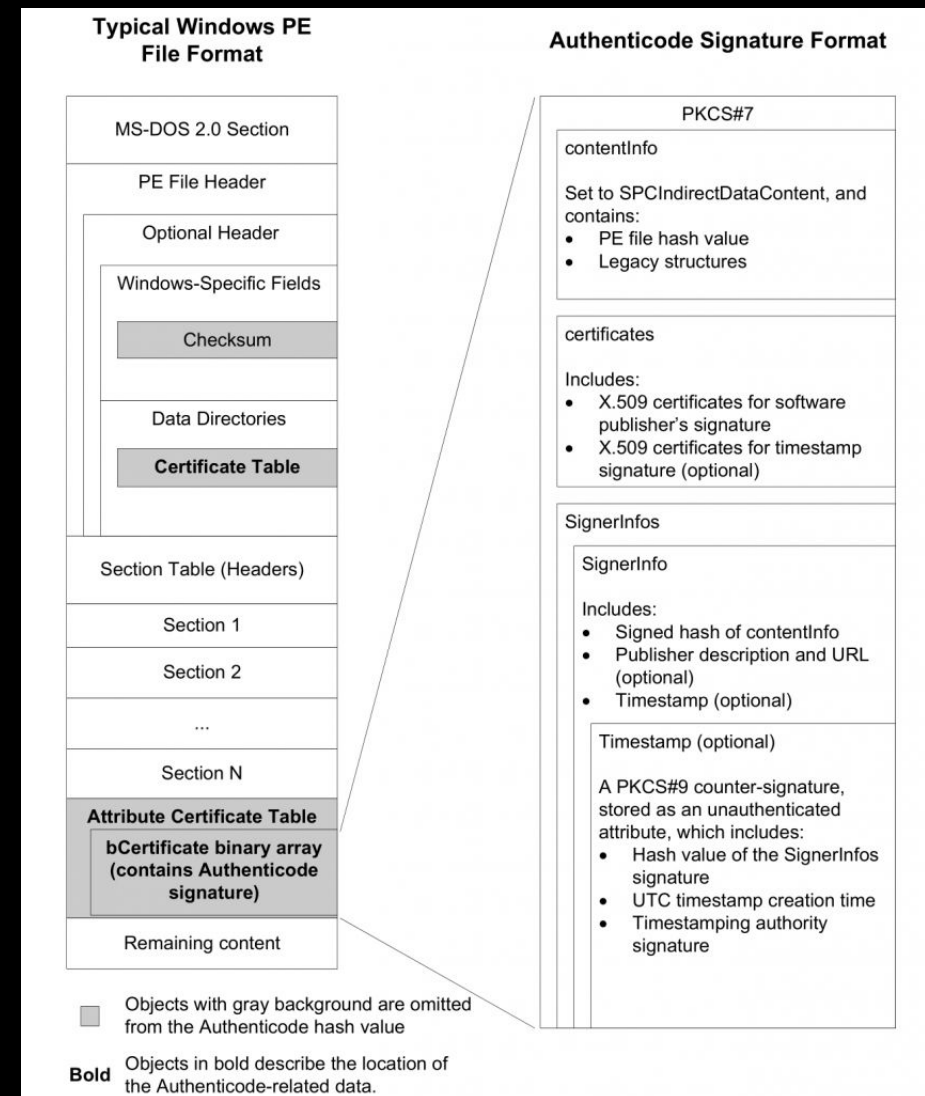 Typical Windows PE
File Format
MS-DOS 2.0 Section
PE File Header
Optional Header
Windows-Specific Fields
Checksum
Data Directories
Certificate Table
Section Table (Headers)
Section 1
Section 2
...
Section N
Attribute Certificate Table
bCertificate binary array
(contains Authenticode
signature)
Remaining content
Objects with gray background are omitted
from the Authenticode hash value
Bold Objects in bold describe the location of
the Authenticode-related data.
Authenticode Signature Format
PKCS#7
contentInfo
Set to SPCIndirectDataContent, and
contains:
• PE file hash value
• Legacy structures
certificates
Includes:
• X.509 certificates for software
publisher's signature
• X.509 certificates for timestamp
signature (optional)
SignerInfos
SignerInfo
Includes:
• Signed hash of contentInfo
• Publisher description and URL
(optional)
• Timestamp (optional)
Timestamp (optional)
A PKCS#9 counter-signature,
stored as an unauthenticated
attribute, which includes:
• Hash value of the SignerInfos
signature
• UTC timestamp creation time
• Timestamping authority
signature